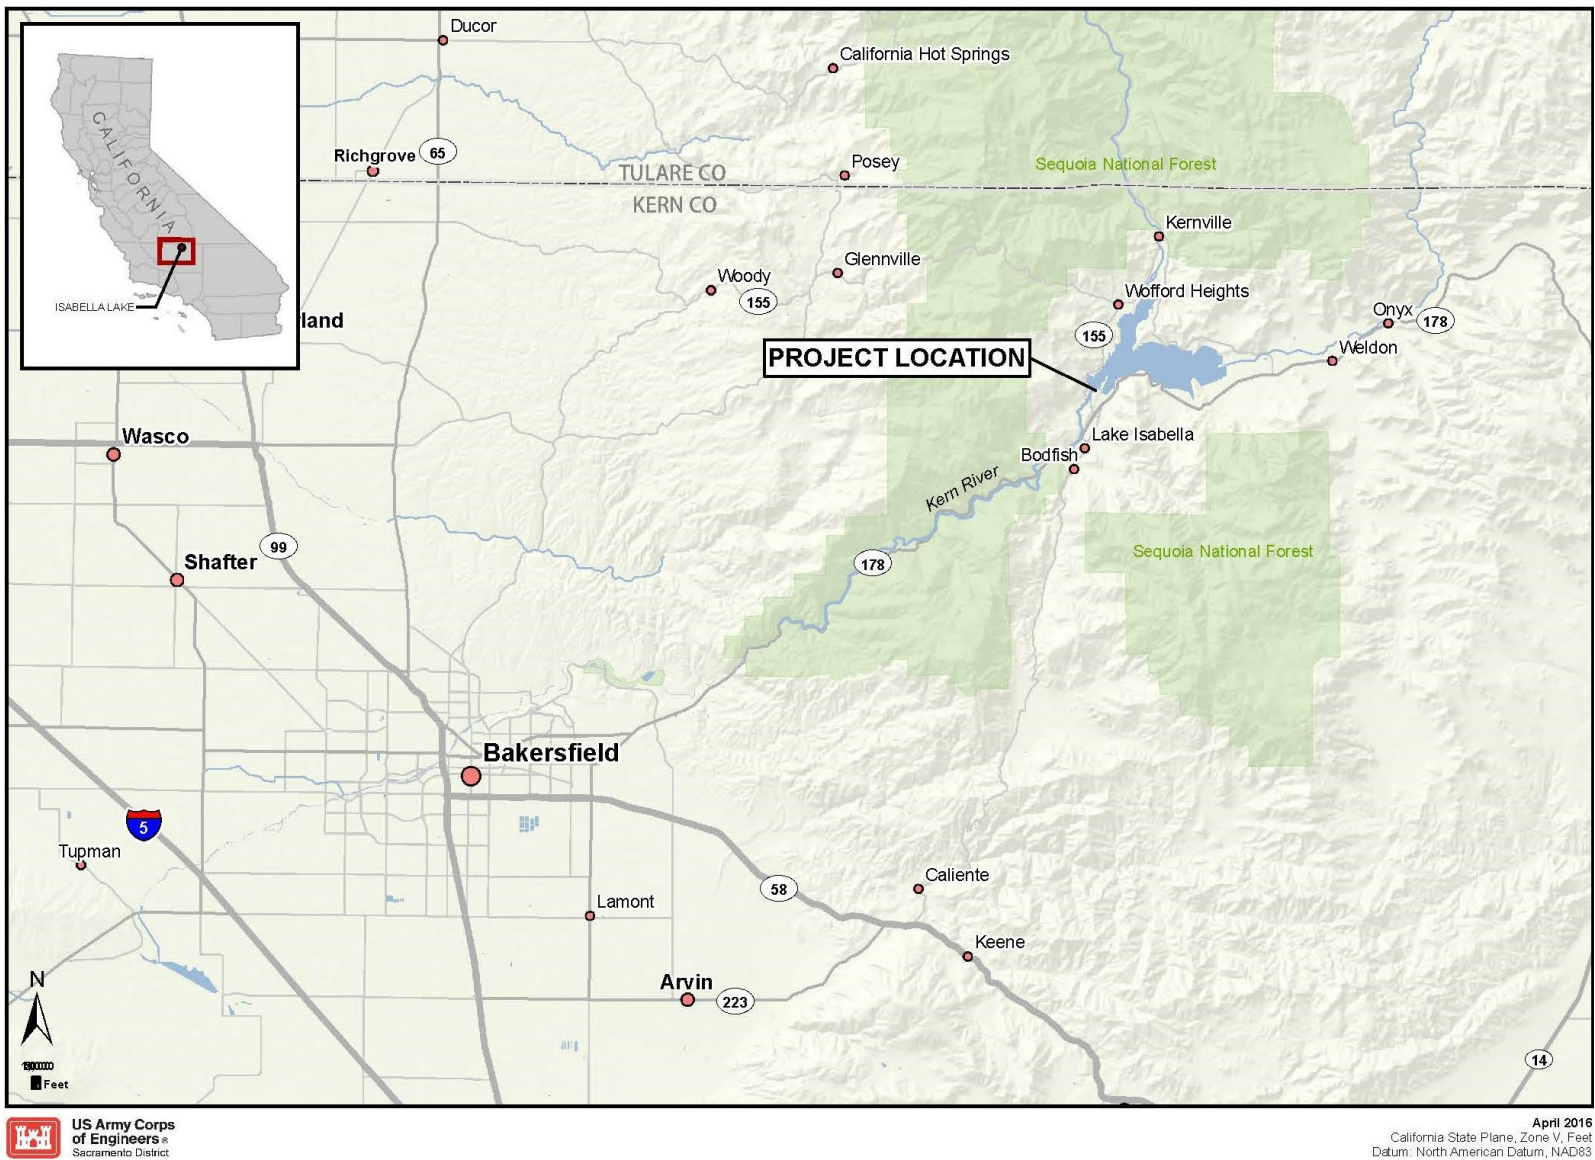 Ducor
California Hot Springs
CALIFORNIA
ISABELLA LAKE
Richgrove
65
Posey
Sequoia National Forest
TULARE CO
KERN CO
Kernville
Glennville
Woody
155
Wofford Heights
155
Onyx
178
Weldon
land
PROJECT LOCATION
Wasco
Lake Isabella
Bodfish
Kern River
99
Shafter
178
Sequoia National Forest
Bakersfield
5
Tupman
Caliente
58
Lamont
Keene
Arvin
223
N
Feet
14
US Army Corps
of Engineers ®
Sacramento District
April 2016
California State Plane, Zone V, Feet
Datum: North American Datum, NAD83